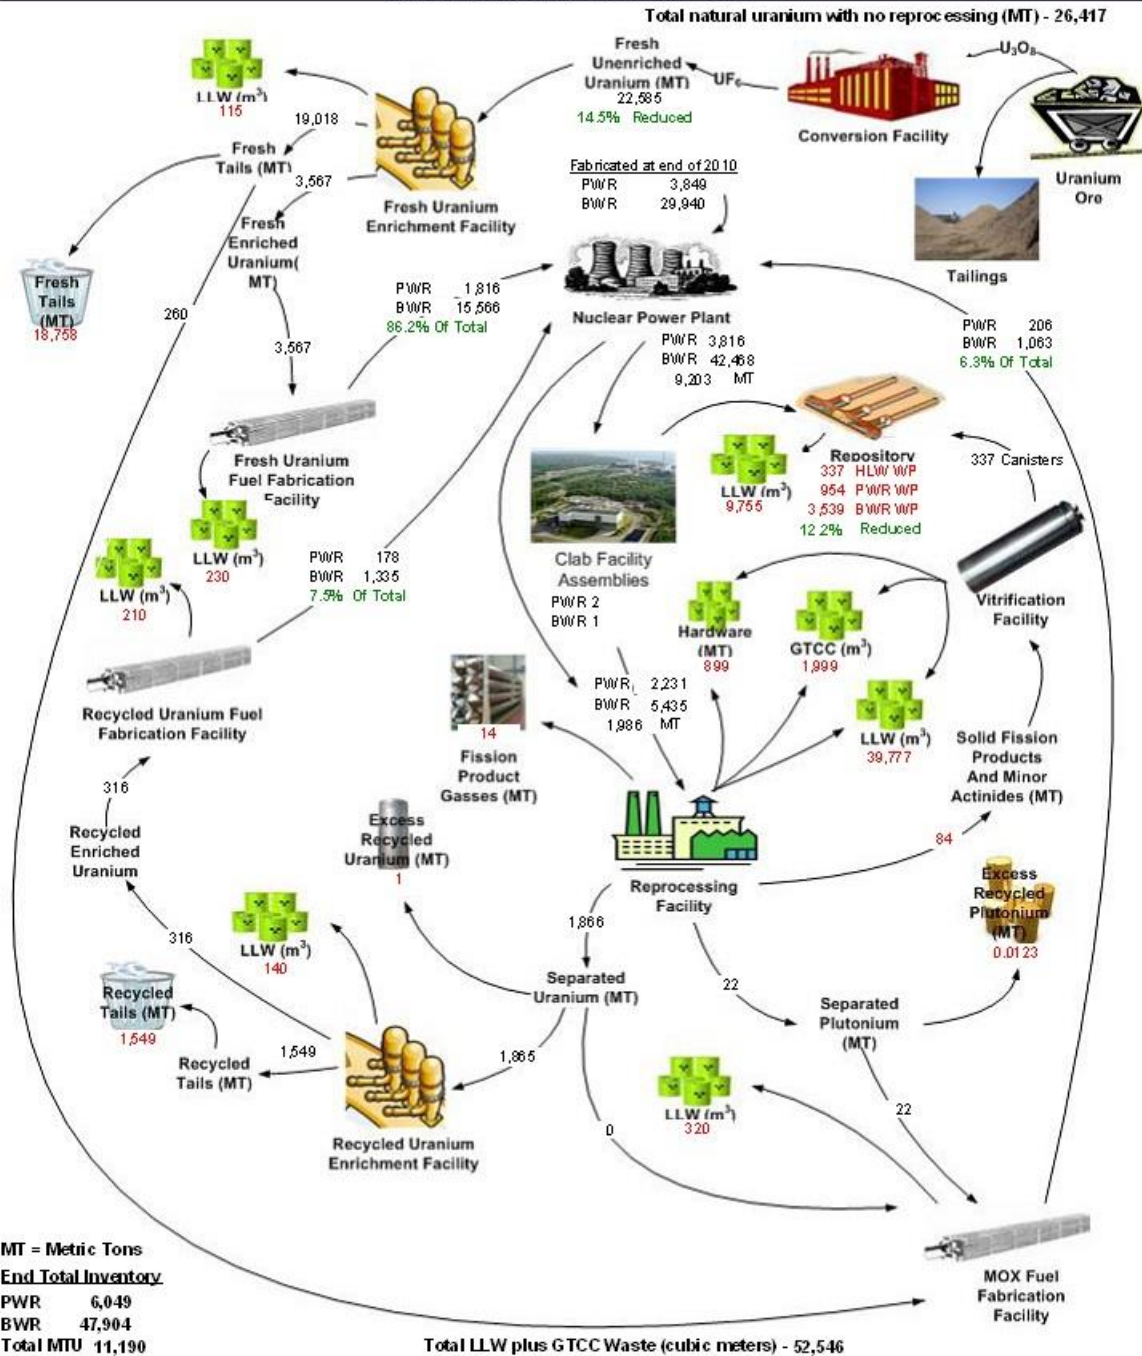 Total natural uranium with no reprocessing (MT) - 26,417
U3O8
UF6
Fresh
Unenriched
Uranium (MT)
22,585
14.5% Reduced
Conversion Facility
Uranium
Ore
Tailings
LLW (m3)
115
19,018
Fresh
Tails (MT)
3,567
Fresh Uranium
Enrichment Facility
Fresh
Enriched
Uranium(
MT)
Fresh
Tails
(MT)
18,758
260
3,567
Fabricated at end of 2010
PWR 3,849
BWR 29,940
Nuclear Power Plant
PWR 1,816
BWR 15,566
86.2% Of Total
PWR 3,816
BWR 42,468
9,203 MT
PWR 206
BWR 1,063
6.3% Of Total
Fresh Uranium
Fuel Fabrication
Facility
LLW (m3)
230
LLW (m3)
210
PWR 178
BWR 1,335
7.5% Of Total
Recycled Uranium Fuel
Fabrication Facility
Clab Facility
Assemblies
PWR 2
BWR 1
LLW (m3)
9,755
Repository
337 HLW WP
954 PWR WP
3,539 BWR WP
12.2% Reduced
337 Canisters
Vitrification
Facility
Hardware
(MT)
899
GTCC (m3)
1,999
LLW (m3)
39,777
PWR 2,231
BWR 5,435
1,986 MT
14
Fission
Product
Gasses (MT)
Solid Fission
Products
And Minor
Actinides (MT)
84
316
Recycled
Enriched
Uranium
Excess
Recycled
Uranium (MT)
1
Reprocessing
Facility
Excess
Recycled
Plutonium
(MT)
0.0123
1,866
316
LLW (m3)
140
Separated
Uranium (MT)
22
Separated
Plutonium
(MT)
Recycled
Tails (MT)
1,549
Recycled
Tails (MT)
1,549
1,865
Recycled Uranium
Enrichment Facility
0
LLW (m3)
320
22
MOX Fuel
Fabrication
Facility
MT = Metric Tons
End Total Inventory
PWR 6,049
BWR 47,904
Total MTU 11,190
Total LLW plus GTCC Waste (cubic meters) - 52,546